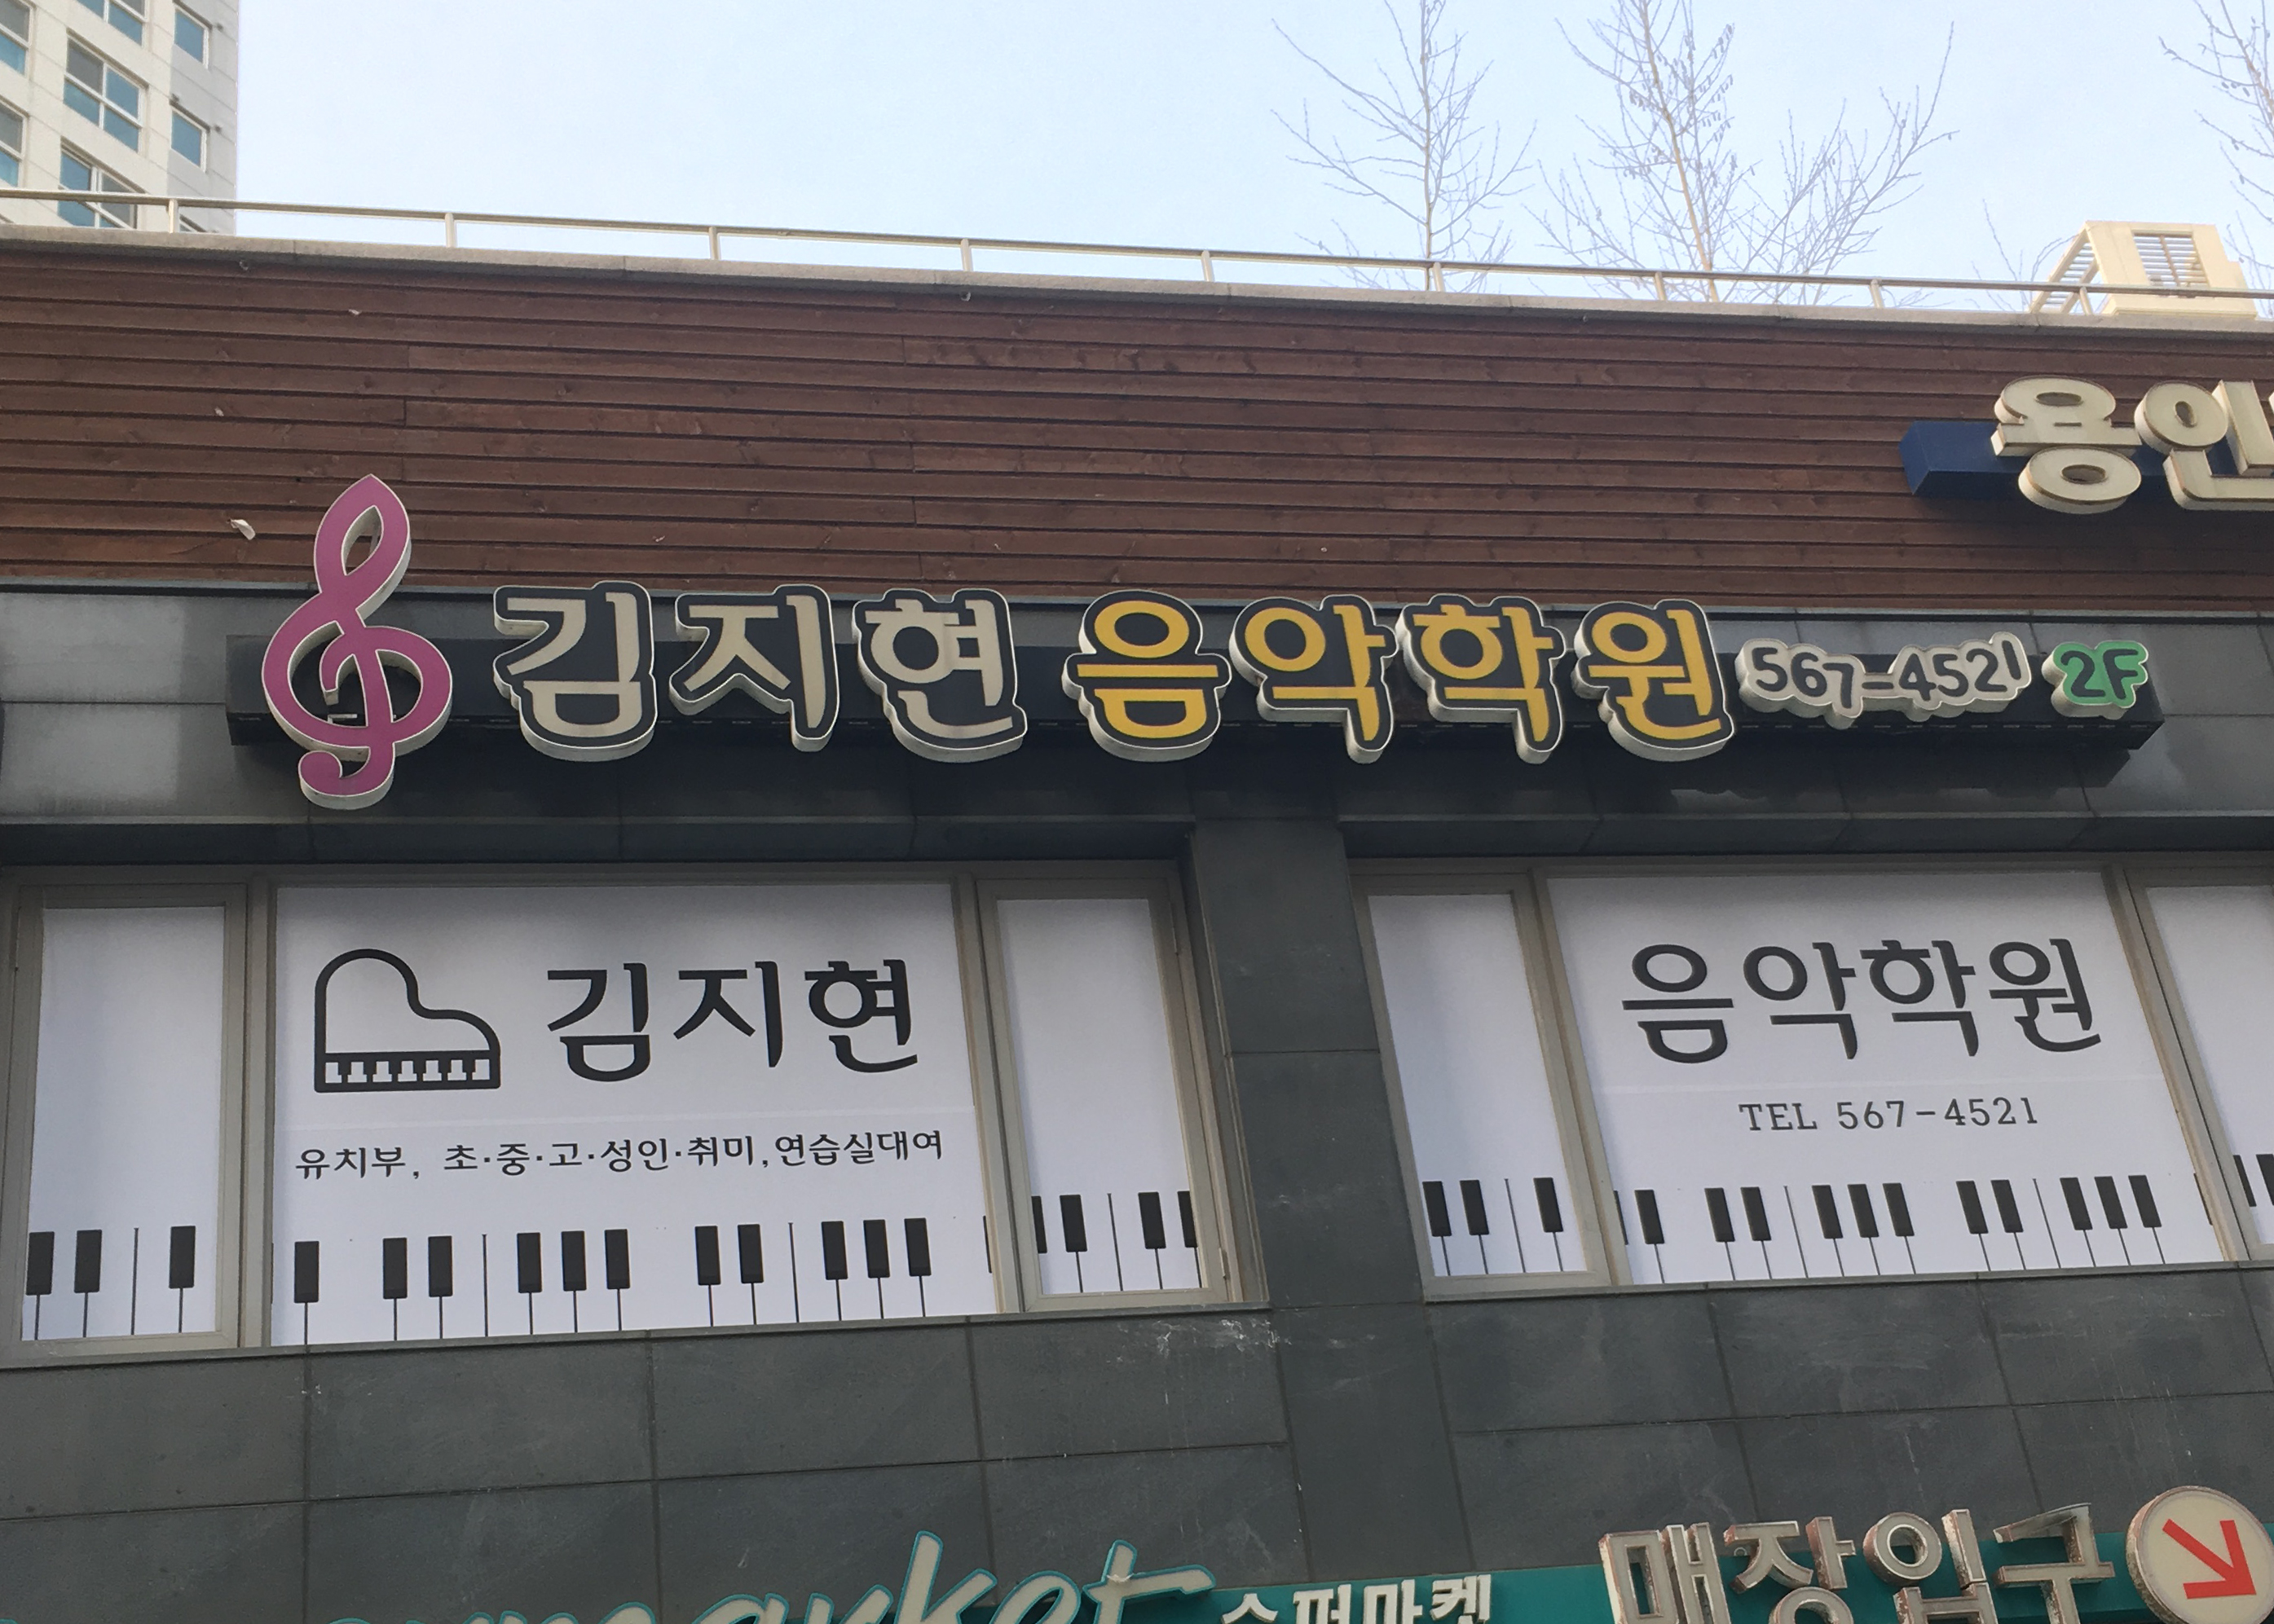 용인
김지현 음악학원 567-4521 2F
김지현
유치부, 초·중·고·성인·취미,연습실대여
음악학원
TEL 567-4521
market 슈퍼마켓
매장입구